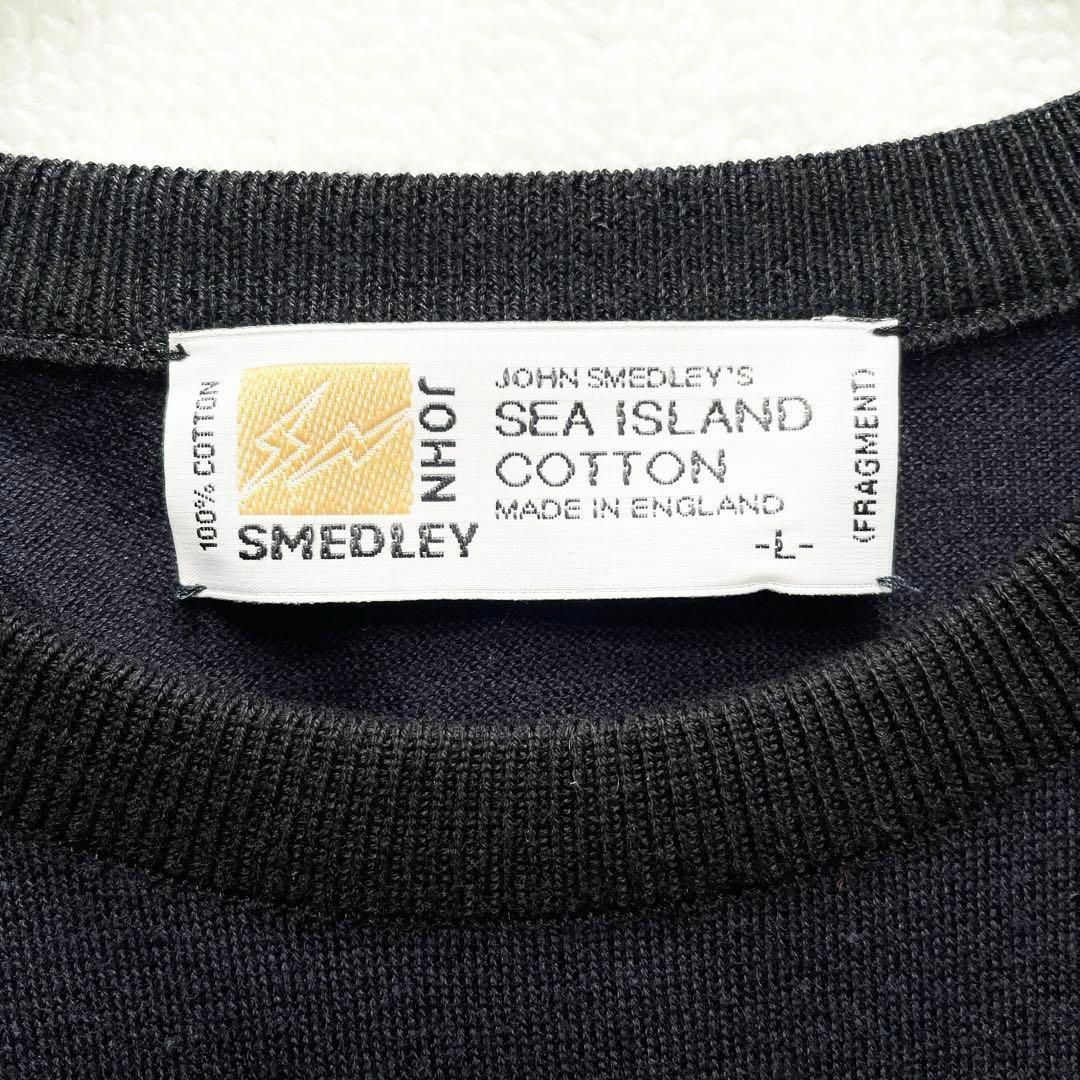 100% COTTON
JOHN
SMEDLEY
JOHN SMEDLEY'S
SEA ISLAND
COTTON
MADE IN ENGLAND
-L-
(FRAGMENT)